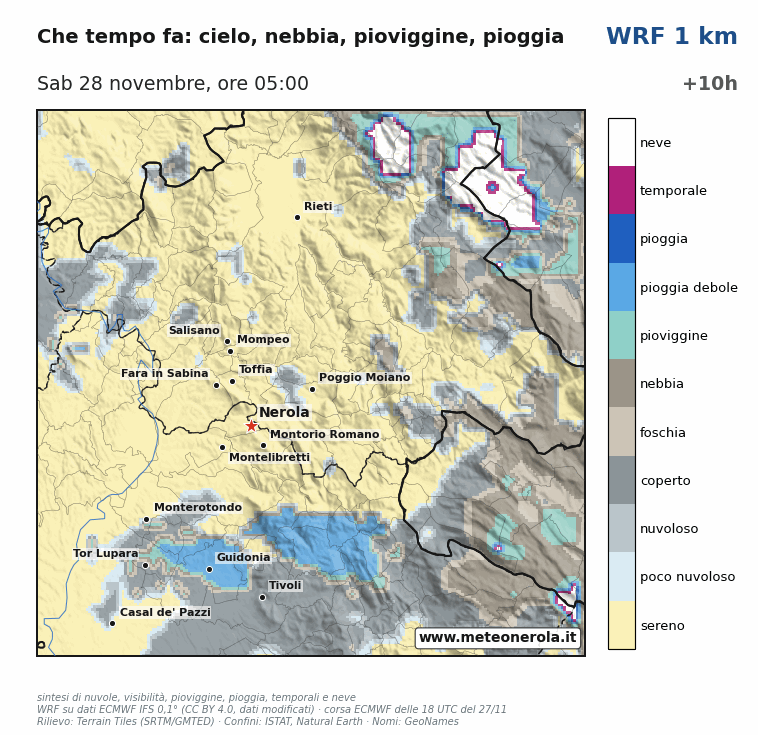 Che tempo fa: cielo, nebbia, pioviggine, pioggia
WRF 1 km
Sab 28 novembre, ore 05:00
+10h
neve
temporale
pioggia
pioggia debole
pioviggine
nebbia
foschia
coperto
nuvoloso
poco nuvoloso
sereno
Rieti
Salisano
Mompeo
Fara in Sabina
Toffia
Poggio Moiano
Nerola
Montorio Romano
Montelibretti
Monterotondo
Tor Lupara
Guidonia
Tivoli
Casal de' Pazzi
www.meteonerola.it
sintesi di nuvole, visibilità, pioviggine, pioggia, temporali e neve
WRF su dati ECMWF IFS 0,1° (CC BY 4.0, dati modificati) · corsa ECMWF delle 18 UTC del 27/11
Rilievo: Terrain Tiles (SRTM/GMTED) · Confini: ISTAT, Natural Earth · Nomi: GeoNames